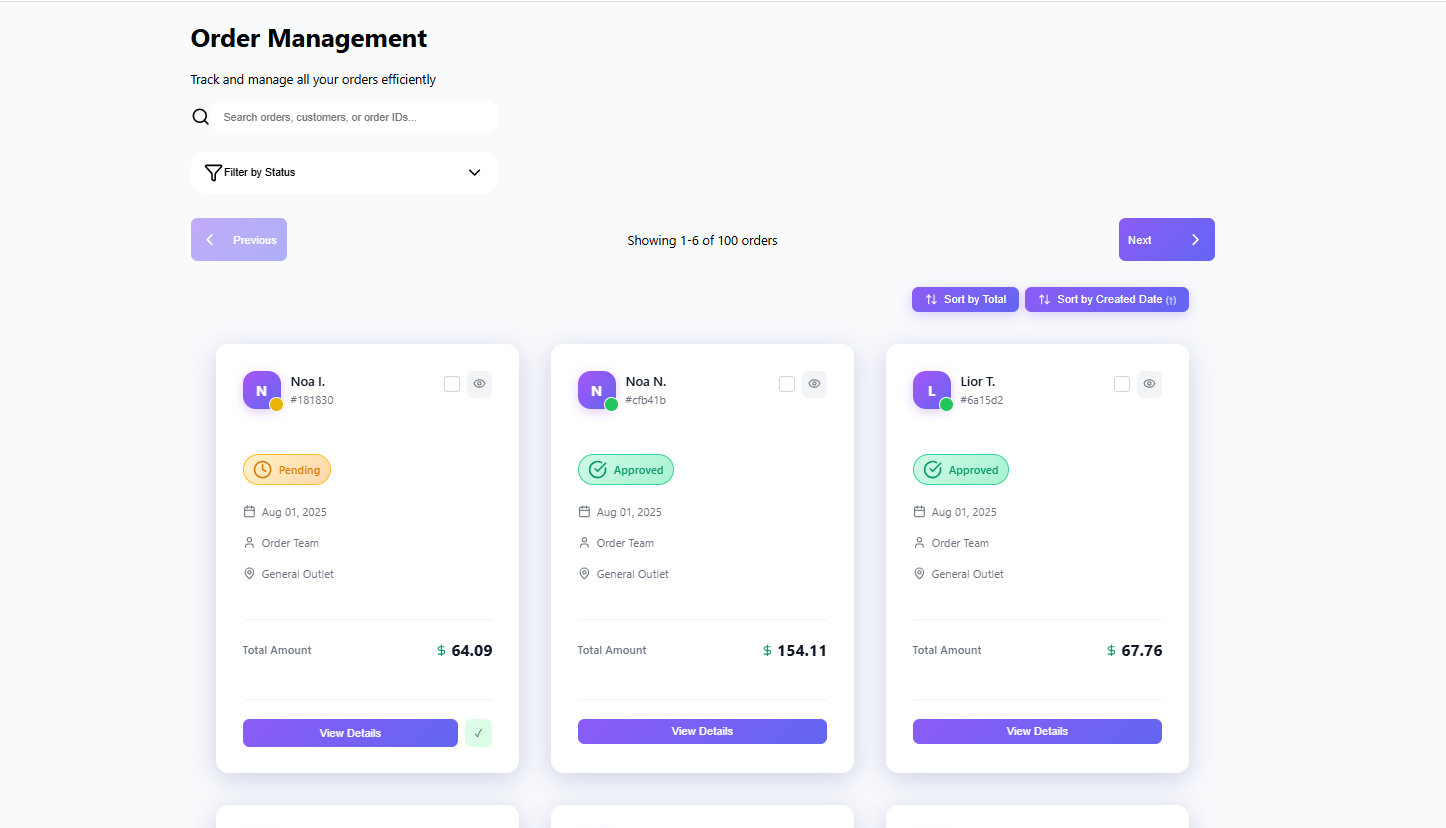 Order Management
Track and manage all your orders efficiently
Search orders, customers, or order IDs...
Filter by Status
Previous
Showing 1-6 of 100 orders
Next
Sort by Total
Sort by Created Date (↑)
N
Noa I.
#181830
Pending
Aug 01, 2025
Order Team
General Outlet
Total Amount
$ 64.09
View Details
✓
N
Noa N.
#cfb41b
Approved
Aug 01, 2025
Order Team
General Outlet
Total Amount
$ 154.11
View Details
L
Lior T.
#6a15d2
Approved
Aug 01, 2025
Order Team
General Outlet
Total Amount
$ 67.76
View Details